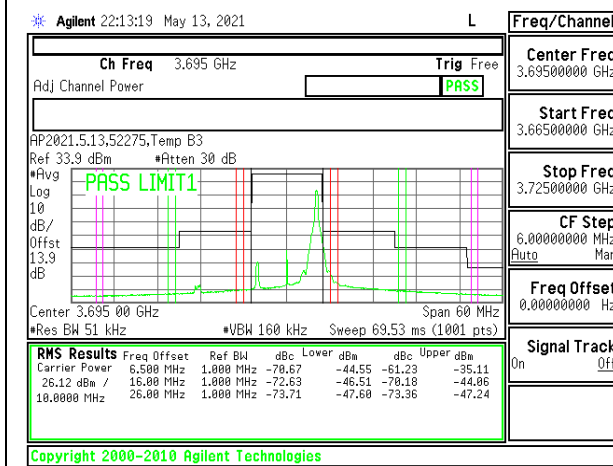 Agilent 22:13:19 May 13, 2021 L
Ch Freq 3.695 GHz Trig Free
Adj Channel Power PASS
AP2021.5.13,52275,Temp B3
Ref 33.9 dBm #Atten 30 dB
#Avg
Log
10
dB/
Offst
13.9
dB
PASS LIMIT1
Center 3.695 00 GHz Span 60 MHz
#Res BW 51 kHz #VBW 160 kHz Sweep 69.53 ms (1001 pts)
RMS Results Freq Offset Ref BW dBc Lower dBm dBc Upper dBm
Carrier Power 6.500 MHz 1.000 MHz -70.67 -44.55 -61.23 -35.11
26.12 dBm / 16.00 MHz 1.000 MHz -72.63 -46.51 -70.18 -44.06
10.0000 MHz 26.00 MHz 1.000 MHz -73.71 -47.60 -73.36 -47.24
Copyright 2000-2010 Agilent Technologies
Freq/Channel
Center Freq
3.69500000 GHz
Start Freq
3.66500000 GHz
Stop Freq
3.72500000 GHz
CF Step
6.00000000 MHz
Auto Man
Freq Offset
0.00000000 Hz
Signal Track
On Off